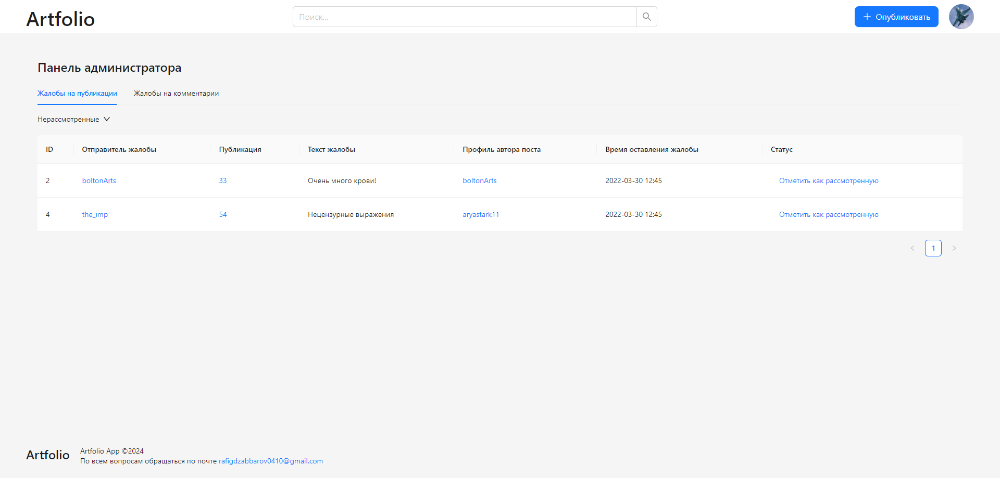 Artfolio
Поиск...
Опубликовать
Панель администратора
Жалобы на публикации Жалобы на комментарии
Нерассмотренные
ID Отправитель жалобы Публикация Текст жалобы Профиль автора поста Время оставления жалобы Статус
2 boltonArts 33 Очень много крови! boltonArts 2022-03-30 12:45 Отметить как рассмотренную
4 the_imp 54 Нецензурные выражения aryastark11 2022-03-30 12:45 Отметить как рассмотренную
< 1 >
Artfolio
Artfolio App ©2024
По всем вопросам обращаться по почте rafigdzabbarov0410@gmail.com